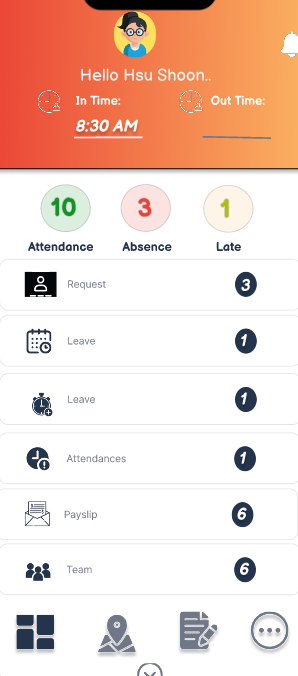 Hello Hsu Shoon..
In Time: Out Time:
8:30 AM
10 3 1
Attendance Absence Late
Request 3
Leave 1
Leave 1
Attendances 1
Payslip 6
Team 6